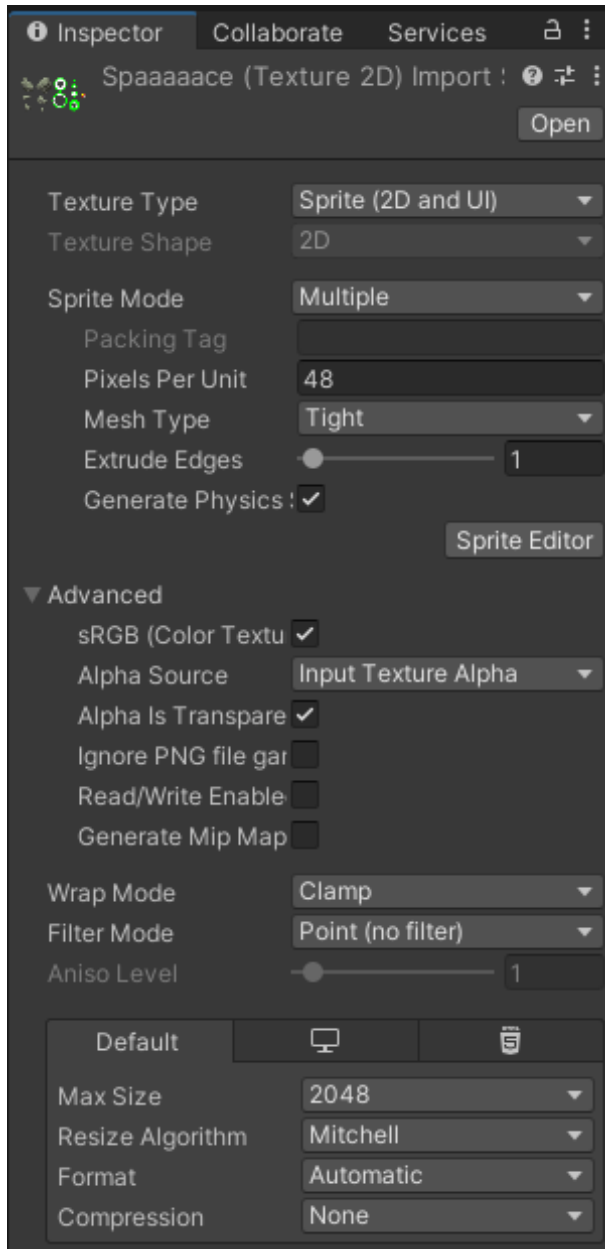 Inspector Collaborate Services
Spaaaaace (Texture 2D) Import
Open
Texture Type Sprite (2D and UI)
Texture Shape 2D
Sprite Mode Multiple
Packing Tag
Pixels Per Unit 48
Mesh Type Tight
Extrude Edges 1
Generate Physics
Sprite Editor
Advanced
sRGB (Color Textu
Alpha Source Input Texture Alpha
Alpha Is Transpare
Ignore PNG file gar
Read/Write Enable
Generate Mip Map
Wrap Mode Clamp
Filter Mode Point (no filter)
Aniso Level 1
Default
Max Size 2048
Resize Algorithm Mitchell
Format Automatic
Compression None